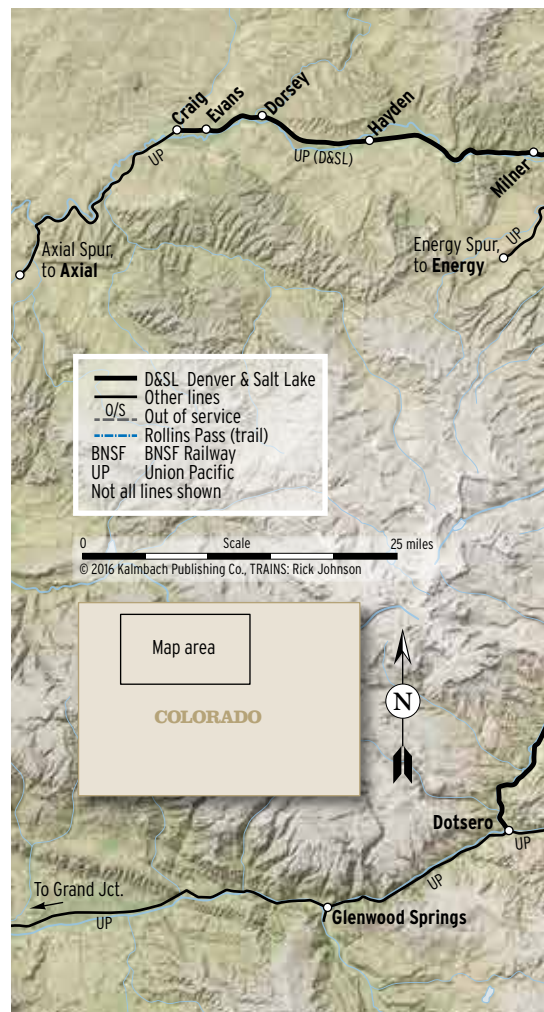 Craig
Evans
Dorsey
Hayden
Milner
UP
UP (D&SL)
Axial Spur,
to Axial
Energy Spur,
to Energy
UP
D&SL Denver & Salt Lake
Other lines
O/S Out of service
Rollins Pass (trail)
BNSF BNSF Railway
UP Union Pacific
Not all lines shown
0 Scale 25 miles
© 2016 Kalmbach Publishing Co., TRAINS: Rick Johnson
Map area
COLORADO
N
Dotsero
UP
UP
To Grand Jct.
UP
Glenwood Springs